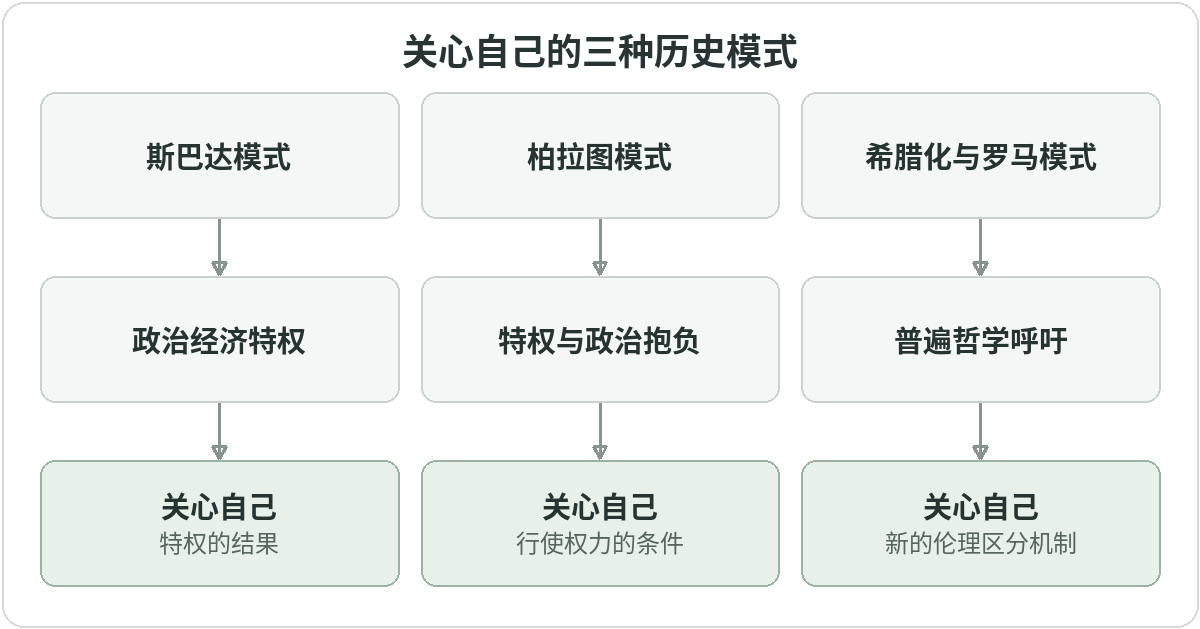 关心自己的三种历史模式
斯巴达模式
柏拉图模式
希腊化与罗马模式
政治经济特权
特权与政治抱负
普遍哲学呼吁
关心自己
特权的结果
关心自己
行使权力的条件
关心自己
新的伦理区分机制